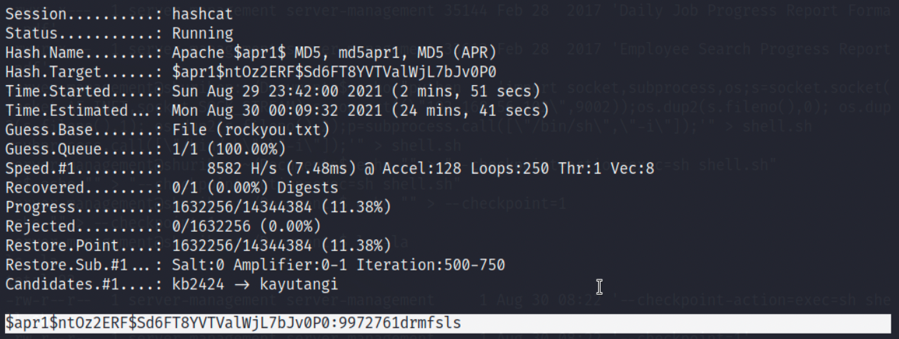 Session..........: hashcat
Status...........: Running
Hash.Name........: Apache $apr1$ MD5, md5apr1, MD5 (APR)
Hash.Target......: $apr1$ntOz2ERF$Sd6FT8YVTValWjL7bJv0P0
Time.Started.....: Sun Aug 29 23:42:00 2021 (2 mins, 51 secs)
Time.Estimated...: Mon Aug 30 00:09:32 2021 (24 mins, 41 secs)
Guess.Base.......: File (rockyou.txt)
Guess.Queue......: 1/1 (100.00%)
Speed.#1.........:     8582 H/s (7.48ms) @ Accel:128 Loops:250 Thr:1 Vec:8
Recovered........: 0/1 (0.00%) Digests
Progress.........: 1632256/14344384 (11.38%)
Rejected.........: 0/1632256 (0.00%)
Restore.Point....: 1632256/14344384 (11.38%)
Restore.Sub.#1...: Salt:0 Amplifier:0-1 Iteration:500-750
Candidates.#1....: kb2424 -> kayutangi
$apr1$ntOz2ERF$Sd6FT8YVTValWjL7bJv0P0:9972761drmfsls